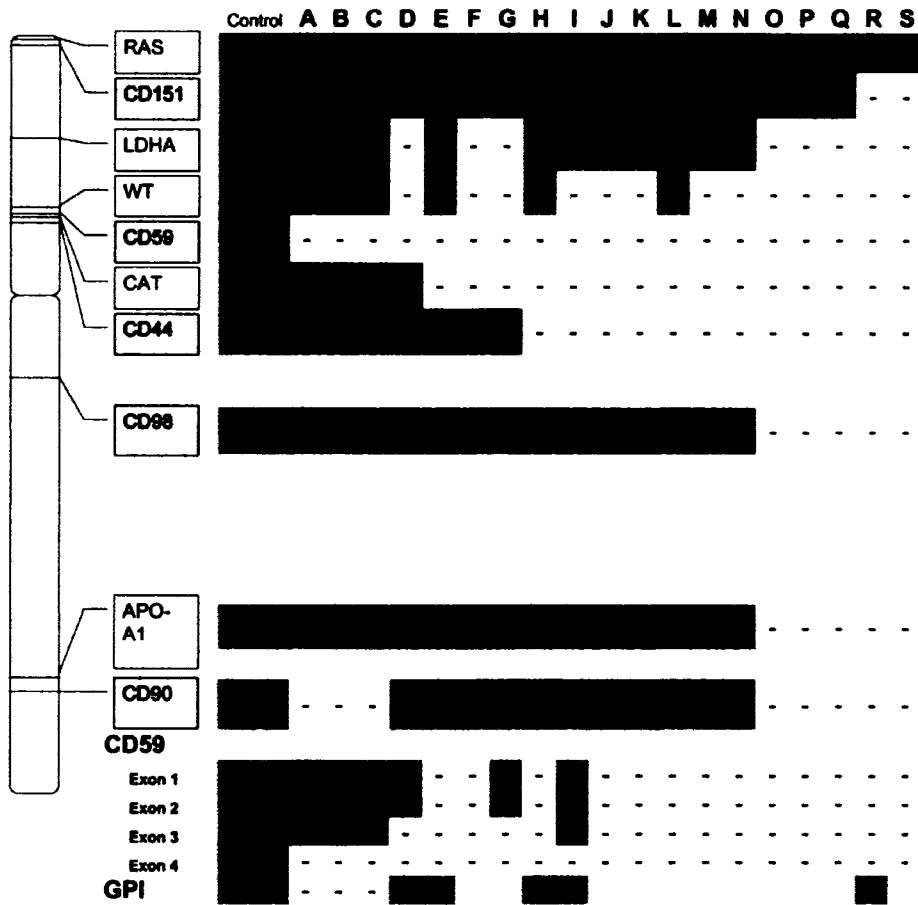 Control A B C D E F G H I J K L M N O P Q R S
RAS
CD151 - -
LDHA - - - - - - - -
WT - - - - - - - - - - - - -
CD59 - - - - - - - - - - - - - - - - - - -
CAT - - - - - - - - - - - - - - -
CD44 - - - - - - - - - - - -
CD98 - - - - -
APO-
A1 - - - - -
CD90 - - - - - - - -
CD59
Exon 1 - - - - - - - - - - - - -
Exon 2 - - - - - - - - - - - - -
Exon 3 - - - - - - - - - - - - - - -
Exon 4 - - - - - - - - - - - - - - - - - - -
GPI - - - - - - - - - - - - - -